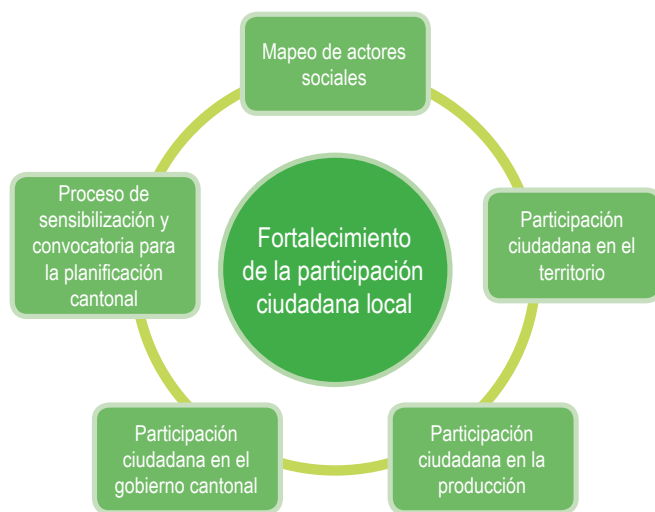 Mapeo de actores
sociales
Proceso de
sensibilización y
convocatoria para
la planificación
cantonal
Fortalecimiento
de la participación
ciudadana local
Participación
ciudadana en el
territorio
Participación
ciudadana en el
gobierno cantonal
Participación
ciudadana en la
producción